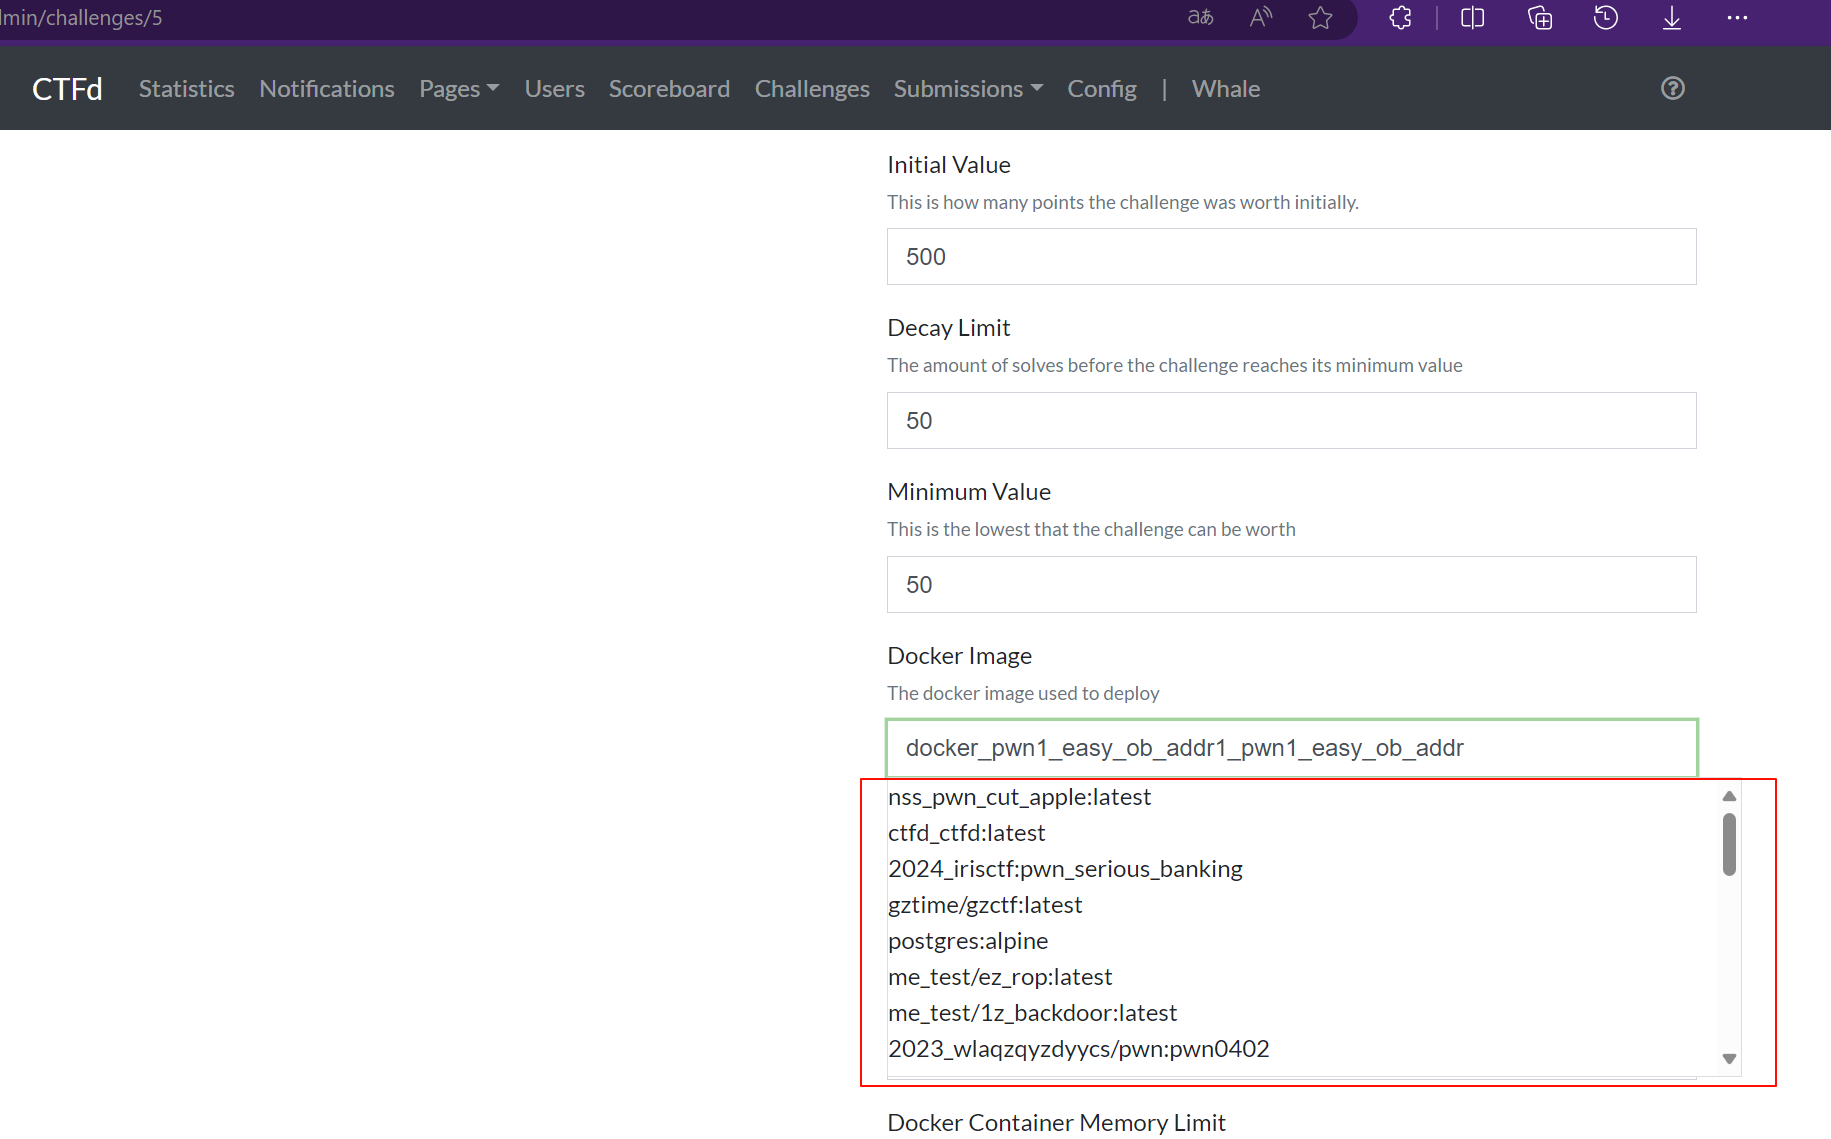 dmin/challenges/5
aあ
CTFd Statistics Notifications Pages Users Scoreboard Challenges Submissions Config | Whale
Initial Value
This is how many points the challenge was worth initially.
500
Decay Limit
The amount of solves before the challenge reaches its minimum value
50
Minimum Value
This is the lowest that the challenge can be worth
50
Docker Image
The docker image used to deploy
docker_pwn1_easy_ob_addr1_pwn1_easy_ob_addr
nss_pwn_cut_apple:latest
ctfd_ctfd:latest
2024_irisctf:pwn_serious_banking
gztime/gzctf:latest
postgres:alpine
me_test/ez_rop:latest
me_test/1z_backdoor:latest
2023_wlaqzqyzdyycs/pwn:pwn0402
Docker Container Memory Limit